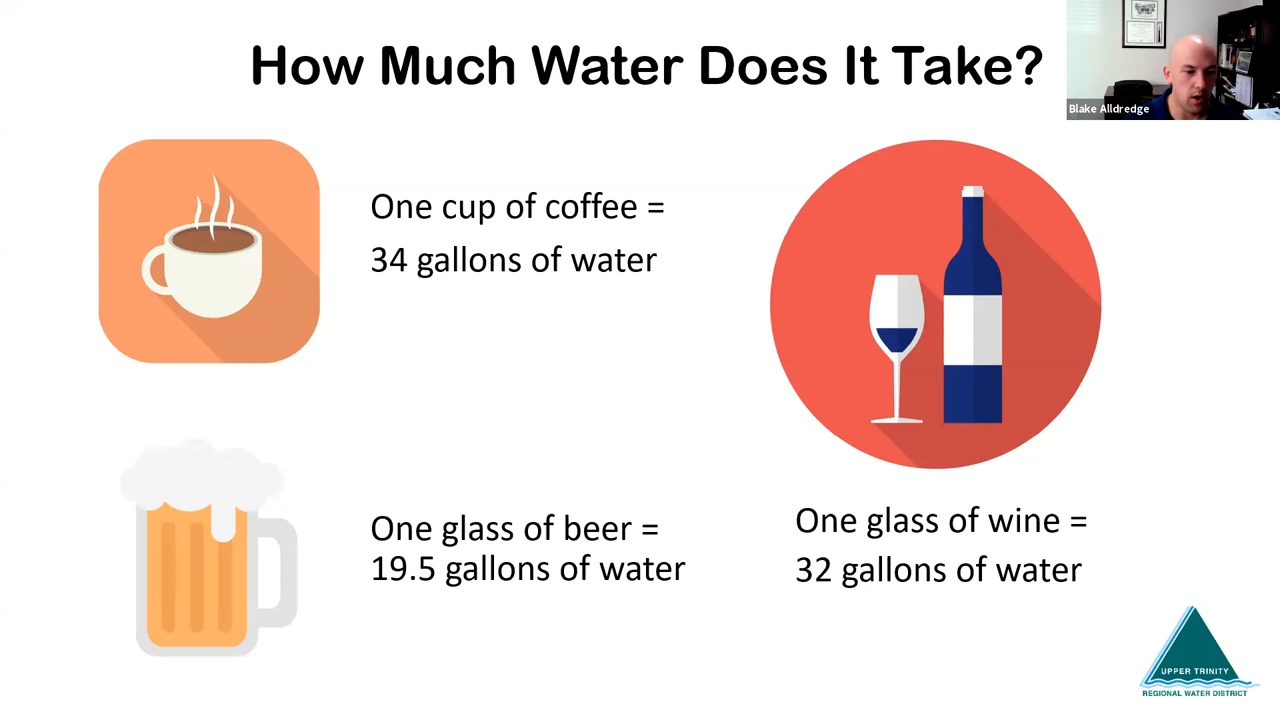 How Much Water Does It Take?
Blake Alldredge
One cup of coffee =
34 gallons of water
One glass of beer =
19.5 gallons of water
One glass of wine =
32 gallons of water
UPPER TRINITY
REGIONAL WATER DISTRICT